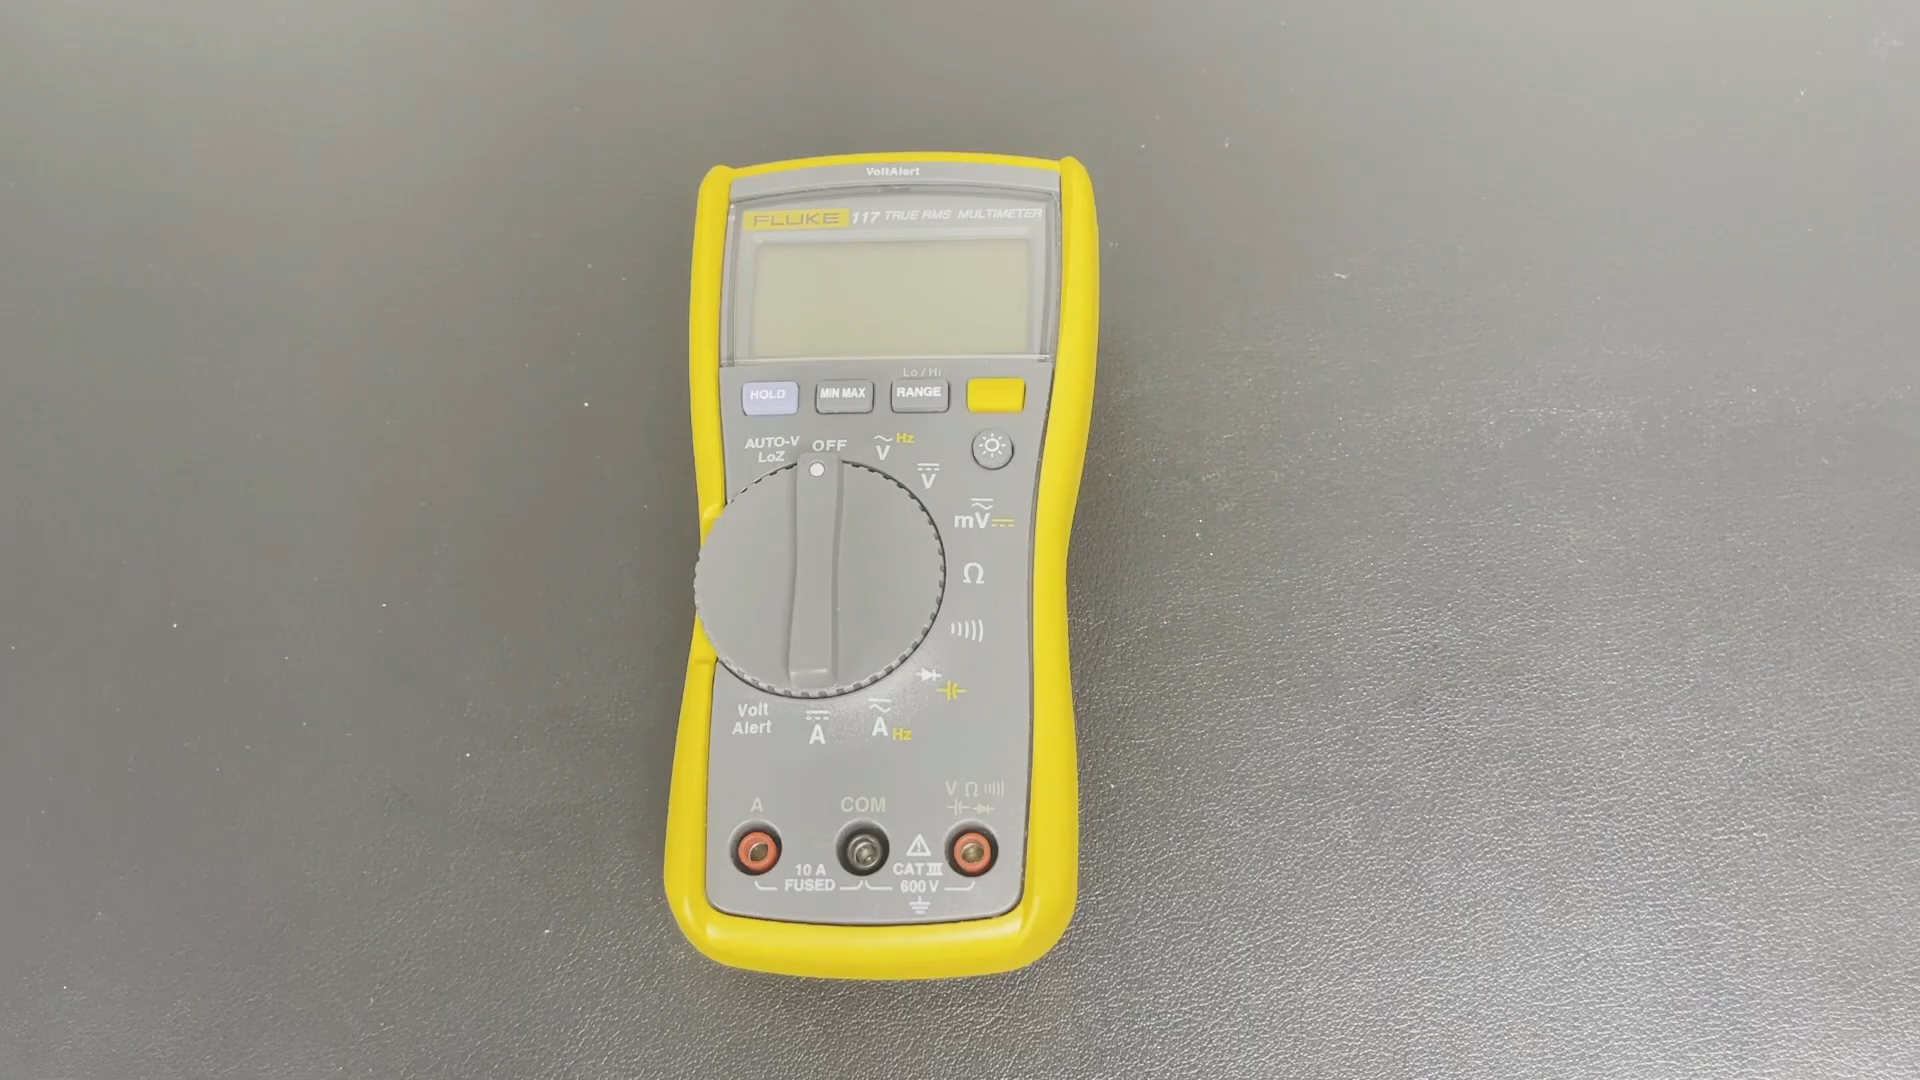 VoltAlert
FLUKE 117 TRUE RMS MULTIMETER
Lo / Hi
HOLD MIN MAX RANGE
AUTO-V
LoZ
OFF
V Hz
V
mV
Ω
Volt
Alert
A
A Hz
A COM V Ω
10 A
FUSED
CAT III
600 V